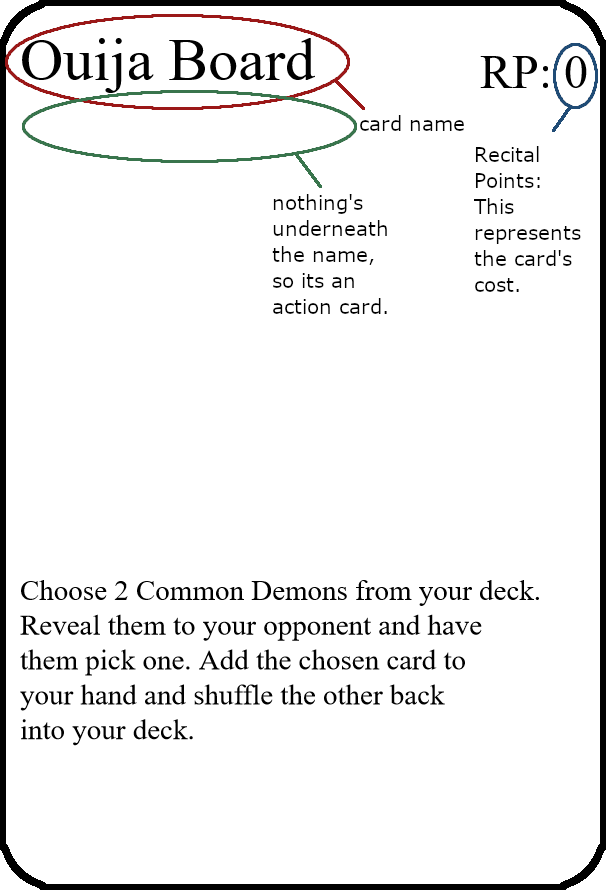 Ouija Board
RP: 0
card name
Recital
Points:
This
represents
the card's
cost.
nothing's
underneath
the name,
so its an
action card.
Choose 2 Common Demons from your deck.
Reveal them to your opponent and have
them pick one. Add the chosen card to
your hand and shuffle the other back
into your deck.